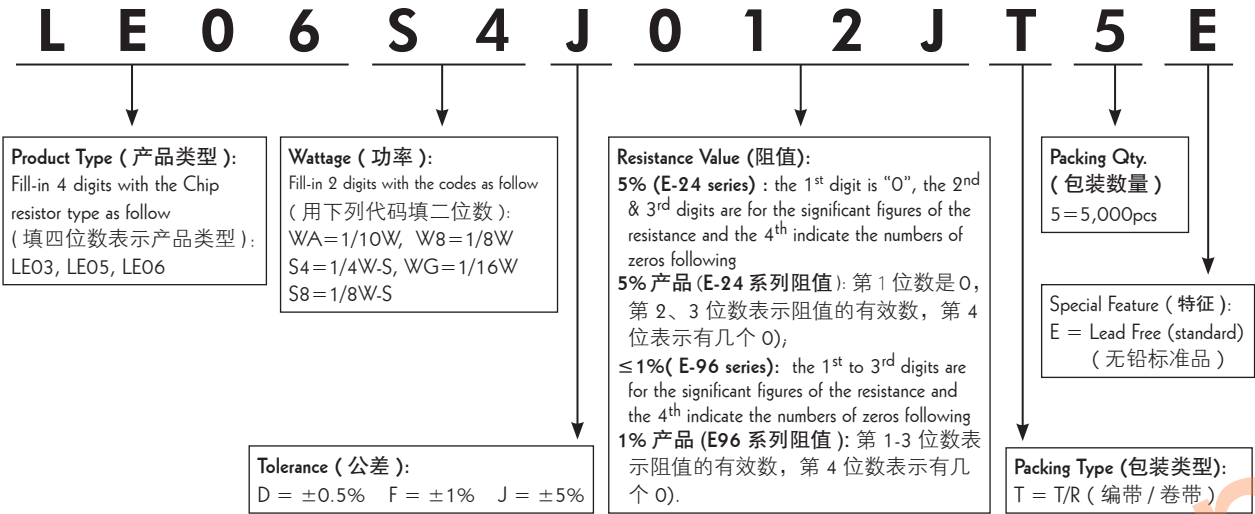 L E 0 6 S 4 J 0 1 2 J T 5 E
Product Type ( 产品类型 ):
Fill-in 4 digits with the Chip
resistor type as follow
( 填四位数表示产品类型 ):
LE03, LE05, LE06
Wattage ( 功率 ):
Fill-in 2 digits with the codes as follow
( 用下列代码填二位数 ):
WA=1/10W, W8=1/8W
S4=1/4W-S, WG=1/16W
S8=1/8W-S
Tolerance ( 公差 ):
D = ±0.5% F = ±1% J = ±5%
Resistance Value (阻值):
5% (E-24 series) : the 1st digit is “0”, the 2nd
& 3rd digits are for the significant figures of the
resistance and the 4th indicate the numbers of
zeros following
5% 产品 (E-24 系列阻值 ): 第 1 位数是 0，
第 2、3 位数表示阻值的有效数，第 4
位表示有几个 0);
≤1%( E-96 series): the 1st to 3rd digits are
for the significant figures of the resistance and
the 4th indicate the numbers of zeros following
1% 产品 (E96 系列阻值 ): 第 1-3 位数表
示阻值的有效数，第 4 位数表示有几
个 0).
Packing Qty.
( 包装数量 )
5=5,000pcs
Special Feature ( 特征 ):
E = Lead Free (standard)
( 无铅标准品 )
Packing Type (包装类型):
T = T/R ( 编带 / 卷带 )